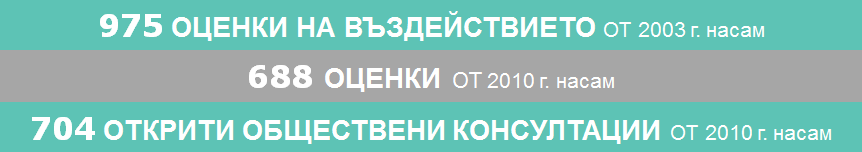 975 ОЦЕНКИ НА ВЪЗДЕЙСТВИЕТО ОТ 2003 г. насам
688 ОЦЕНКИ ОТ 2010 г. насам
704 ОТКРИТИ ОБЩЕСТВЕНИ КОНСУЛТАЦИИ ОТ 2010 г. насам